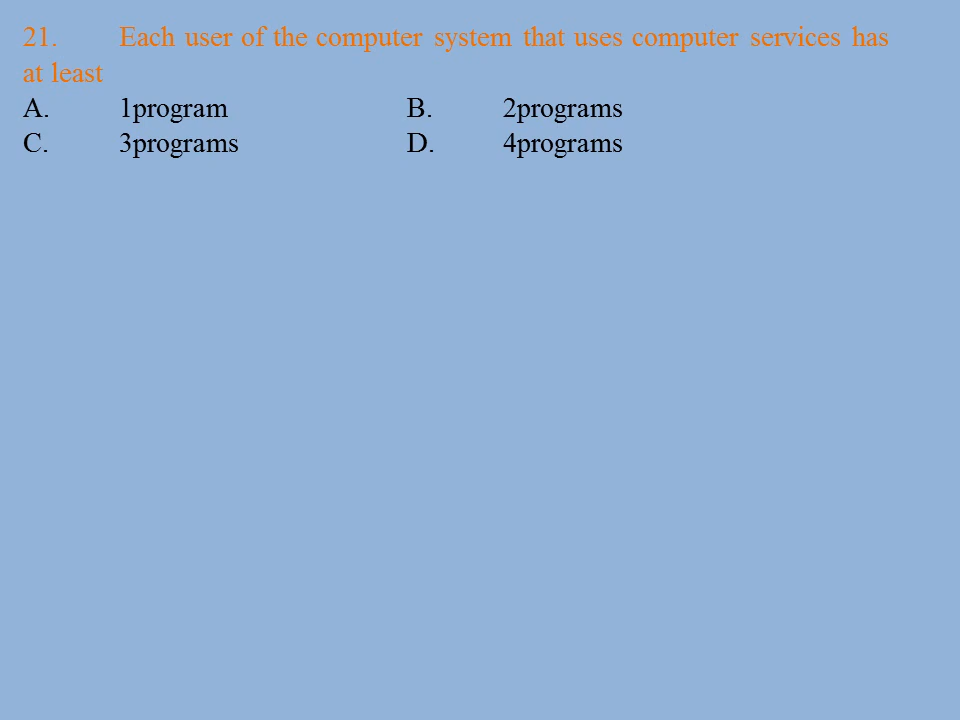 21. Each user of the computer system that uses computer services has
at least
A. 1program B. 2programs
C. 3programs D. 4programs